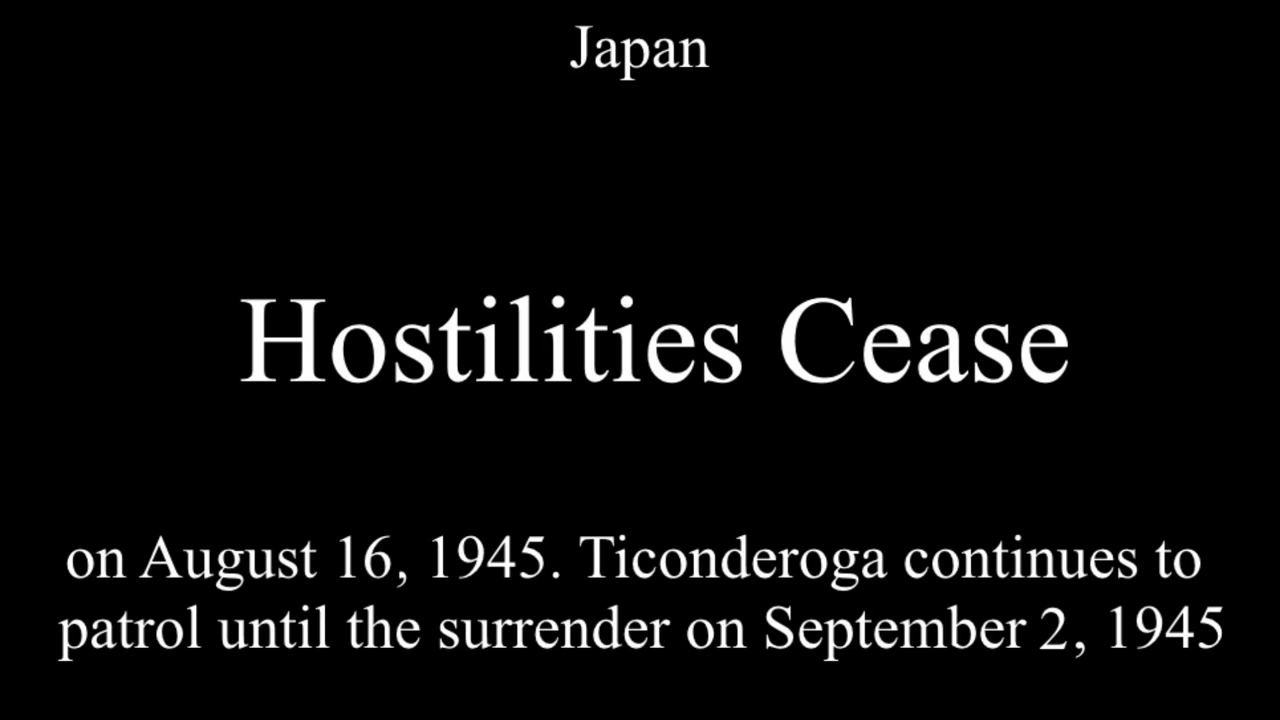 Japan
Hostilities Cease
on August 16, 1945. Ticonderoga continues to
patrol until the surrender on September 2, 1945